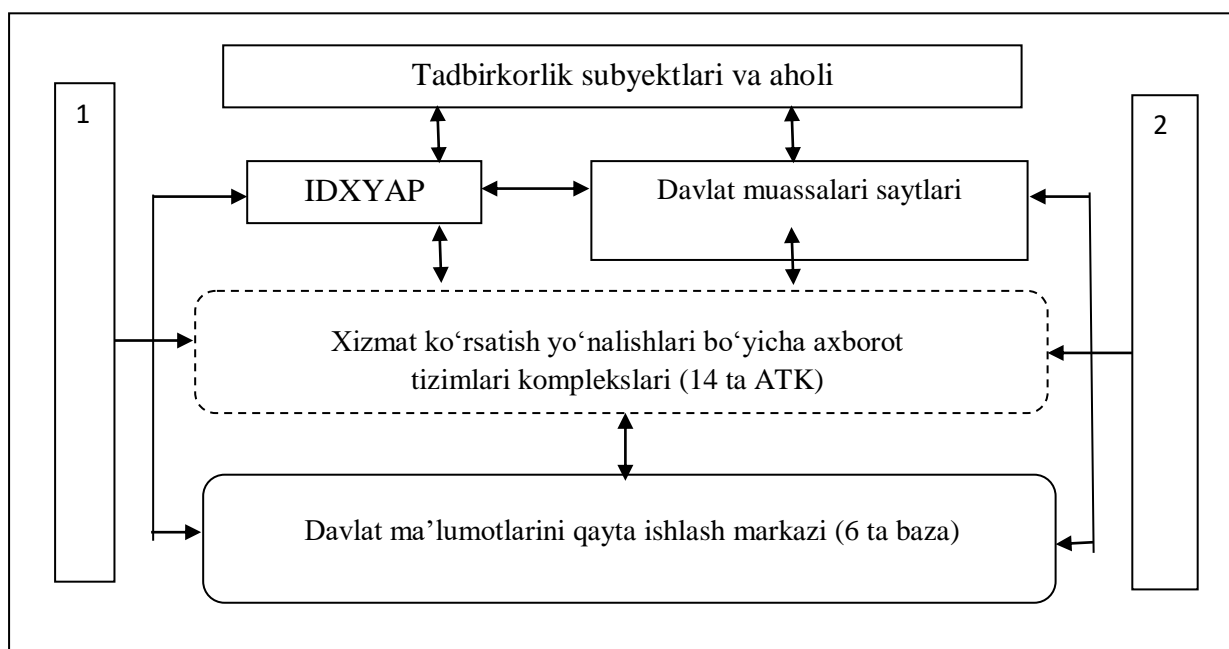 Tadbirkorlik subyektlari va aholi
1
2
IDXYAP
Davlat muassalari saytlari
Xizmat ko‘rsatish yo‘nalishlari bo‘yicha axborot
tizimlari komplekslari (14 ta ATK)
Davlat ma’lumotlarini qayta ishlash markazi (6 ta baza)